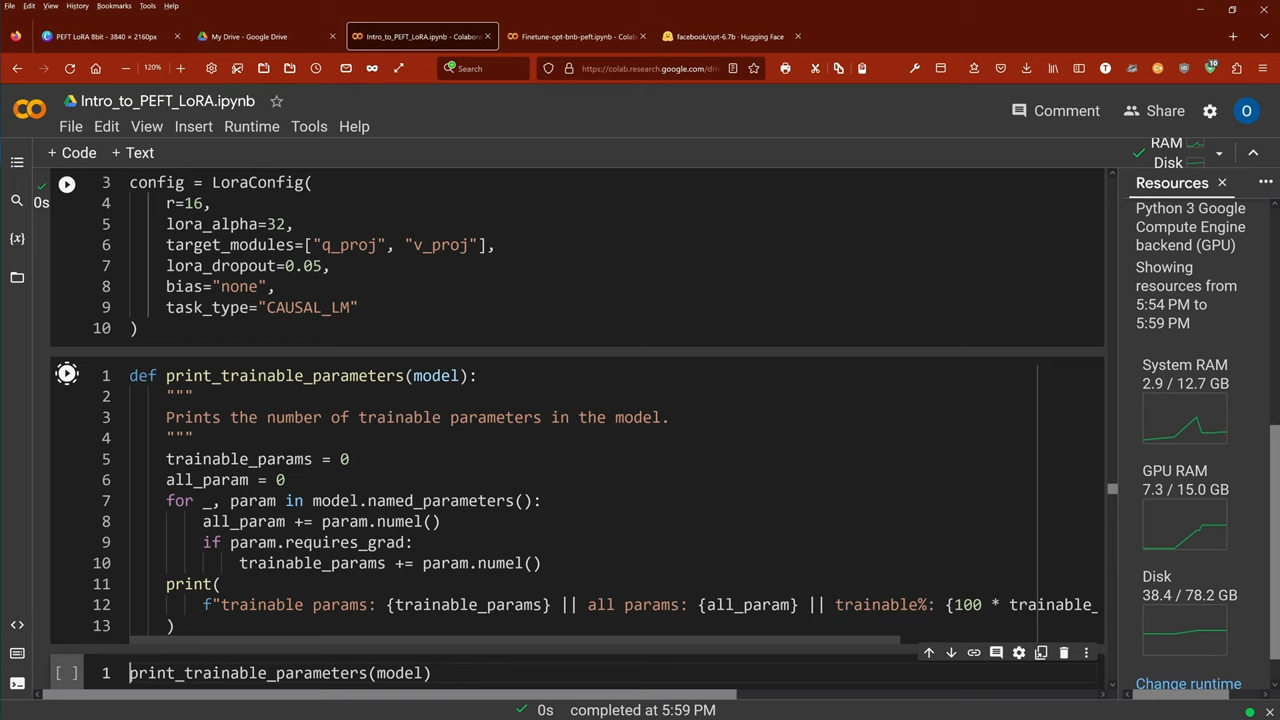 File Edit View History Bookmarks Tools Help
PEFT LoRA 8bit - 3840 × 2160px
My Drive - Google Drive
Intro_to_PEFT_LoRA.ipynb - Colabora
Finetune-opt-bnb-peft.ipynb - Colab
facebook/opt-6.7b · Hugging Face
120%
Search
https://colab.research.google.com/dri
10
Intro_to_PEFT_LoRA.ipynb
Comment
Share
O
File Edit View Insert Runtime Tools Help
+ Code + Text
RAM
Disk
0s
3 config = LoraConfig(
4 r=16,
5 lora_alpha=32,
6 target_modules=["q_proj", "v_proj"],
7 lora_dropout=0.05,
8 bias="none",
9 task_type="CAUSAL_LM"
10 )
1 def print_trainable_parameters(model):
2 """
3 Prints the number of trainable parameters in the model.
4 """
5 trainable_params = 0
6 all_param = 0
7 for _, param in model.named_parameters():
8 all_param += param.numel()
9 if param.requires_grad:
10 trainable_params += param.numel()
11 print(
12 f"trainable params: {trainable_params} || all params: {all_param} || trainable%: {100 * trainable_
13 )
[ ] 1 print_trainable_parameters(model)
Resources
Python 3 Google
Compute Engine
backend (GPU)
Showing
resources from
5:54 PM to
5:59 PM
System RAM
2.9 / 12.7 GB
GPU RAM
7.3 / 15.0 GB
Disk
38.4 / 78.2 GB
Change runtime
0s completed at 5:59 PM